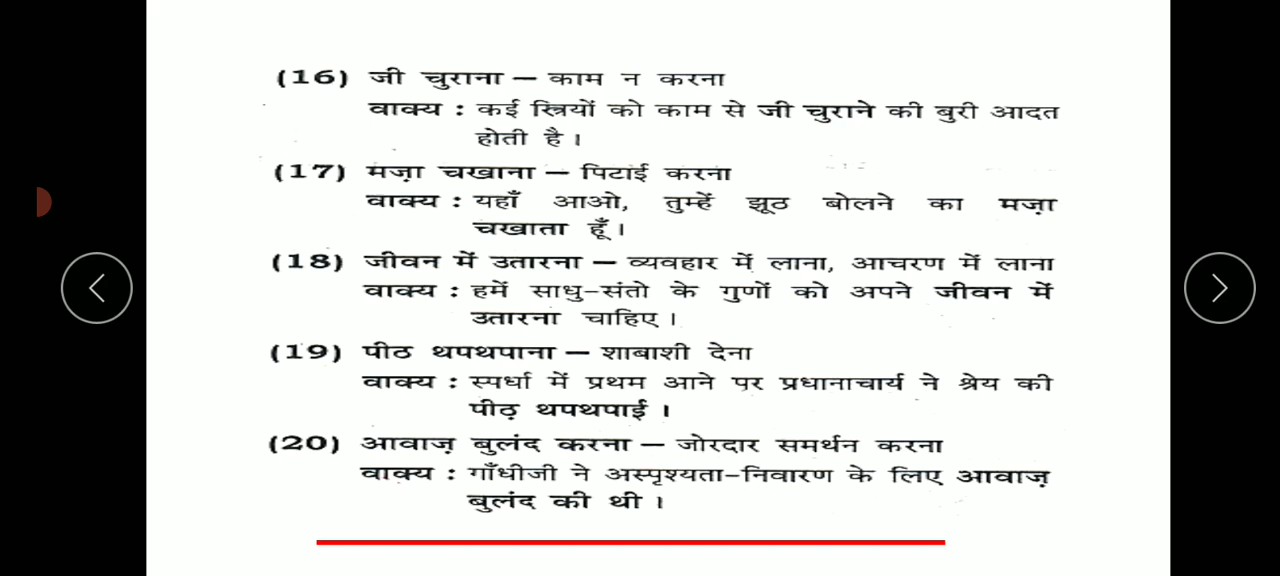 (16) जी चुराना – काम न करना
वाक्य : कई स्त्रियों को काम से जी चुराने की बुरी आदत
होती है।
(17) मज़ा चखाना – पिटाई करना
वाक्य : यहाँ आओ, तुम्हें झूठ बोलने का मज़ा
चखाता हूँ।
(18) जीवन में उतारना – व्यवहार में लाना, आचरण में लाना
वाक्य : हमें साधु-संतो के गुणों को अपने जीवन में
उतारना चाहिए।
(19) पीठ थपथपाना – शाबाशी देना
वाक्य : स्पर्धा में प्रथम आने पर प्रधानाचार्य ने श्रेय की
पीठ़ थपथपाई।
(20) आवाज़ बुलंद करना – जोरदार समर्थन करना
वाक्य : गाँधीजी ने अस्पृश्यता-निवारण के लिए आवाज़
बुलंद की थी।